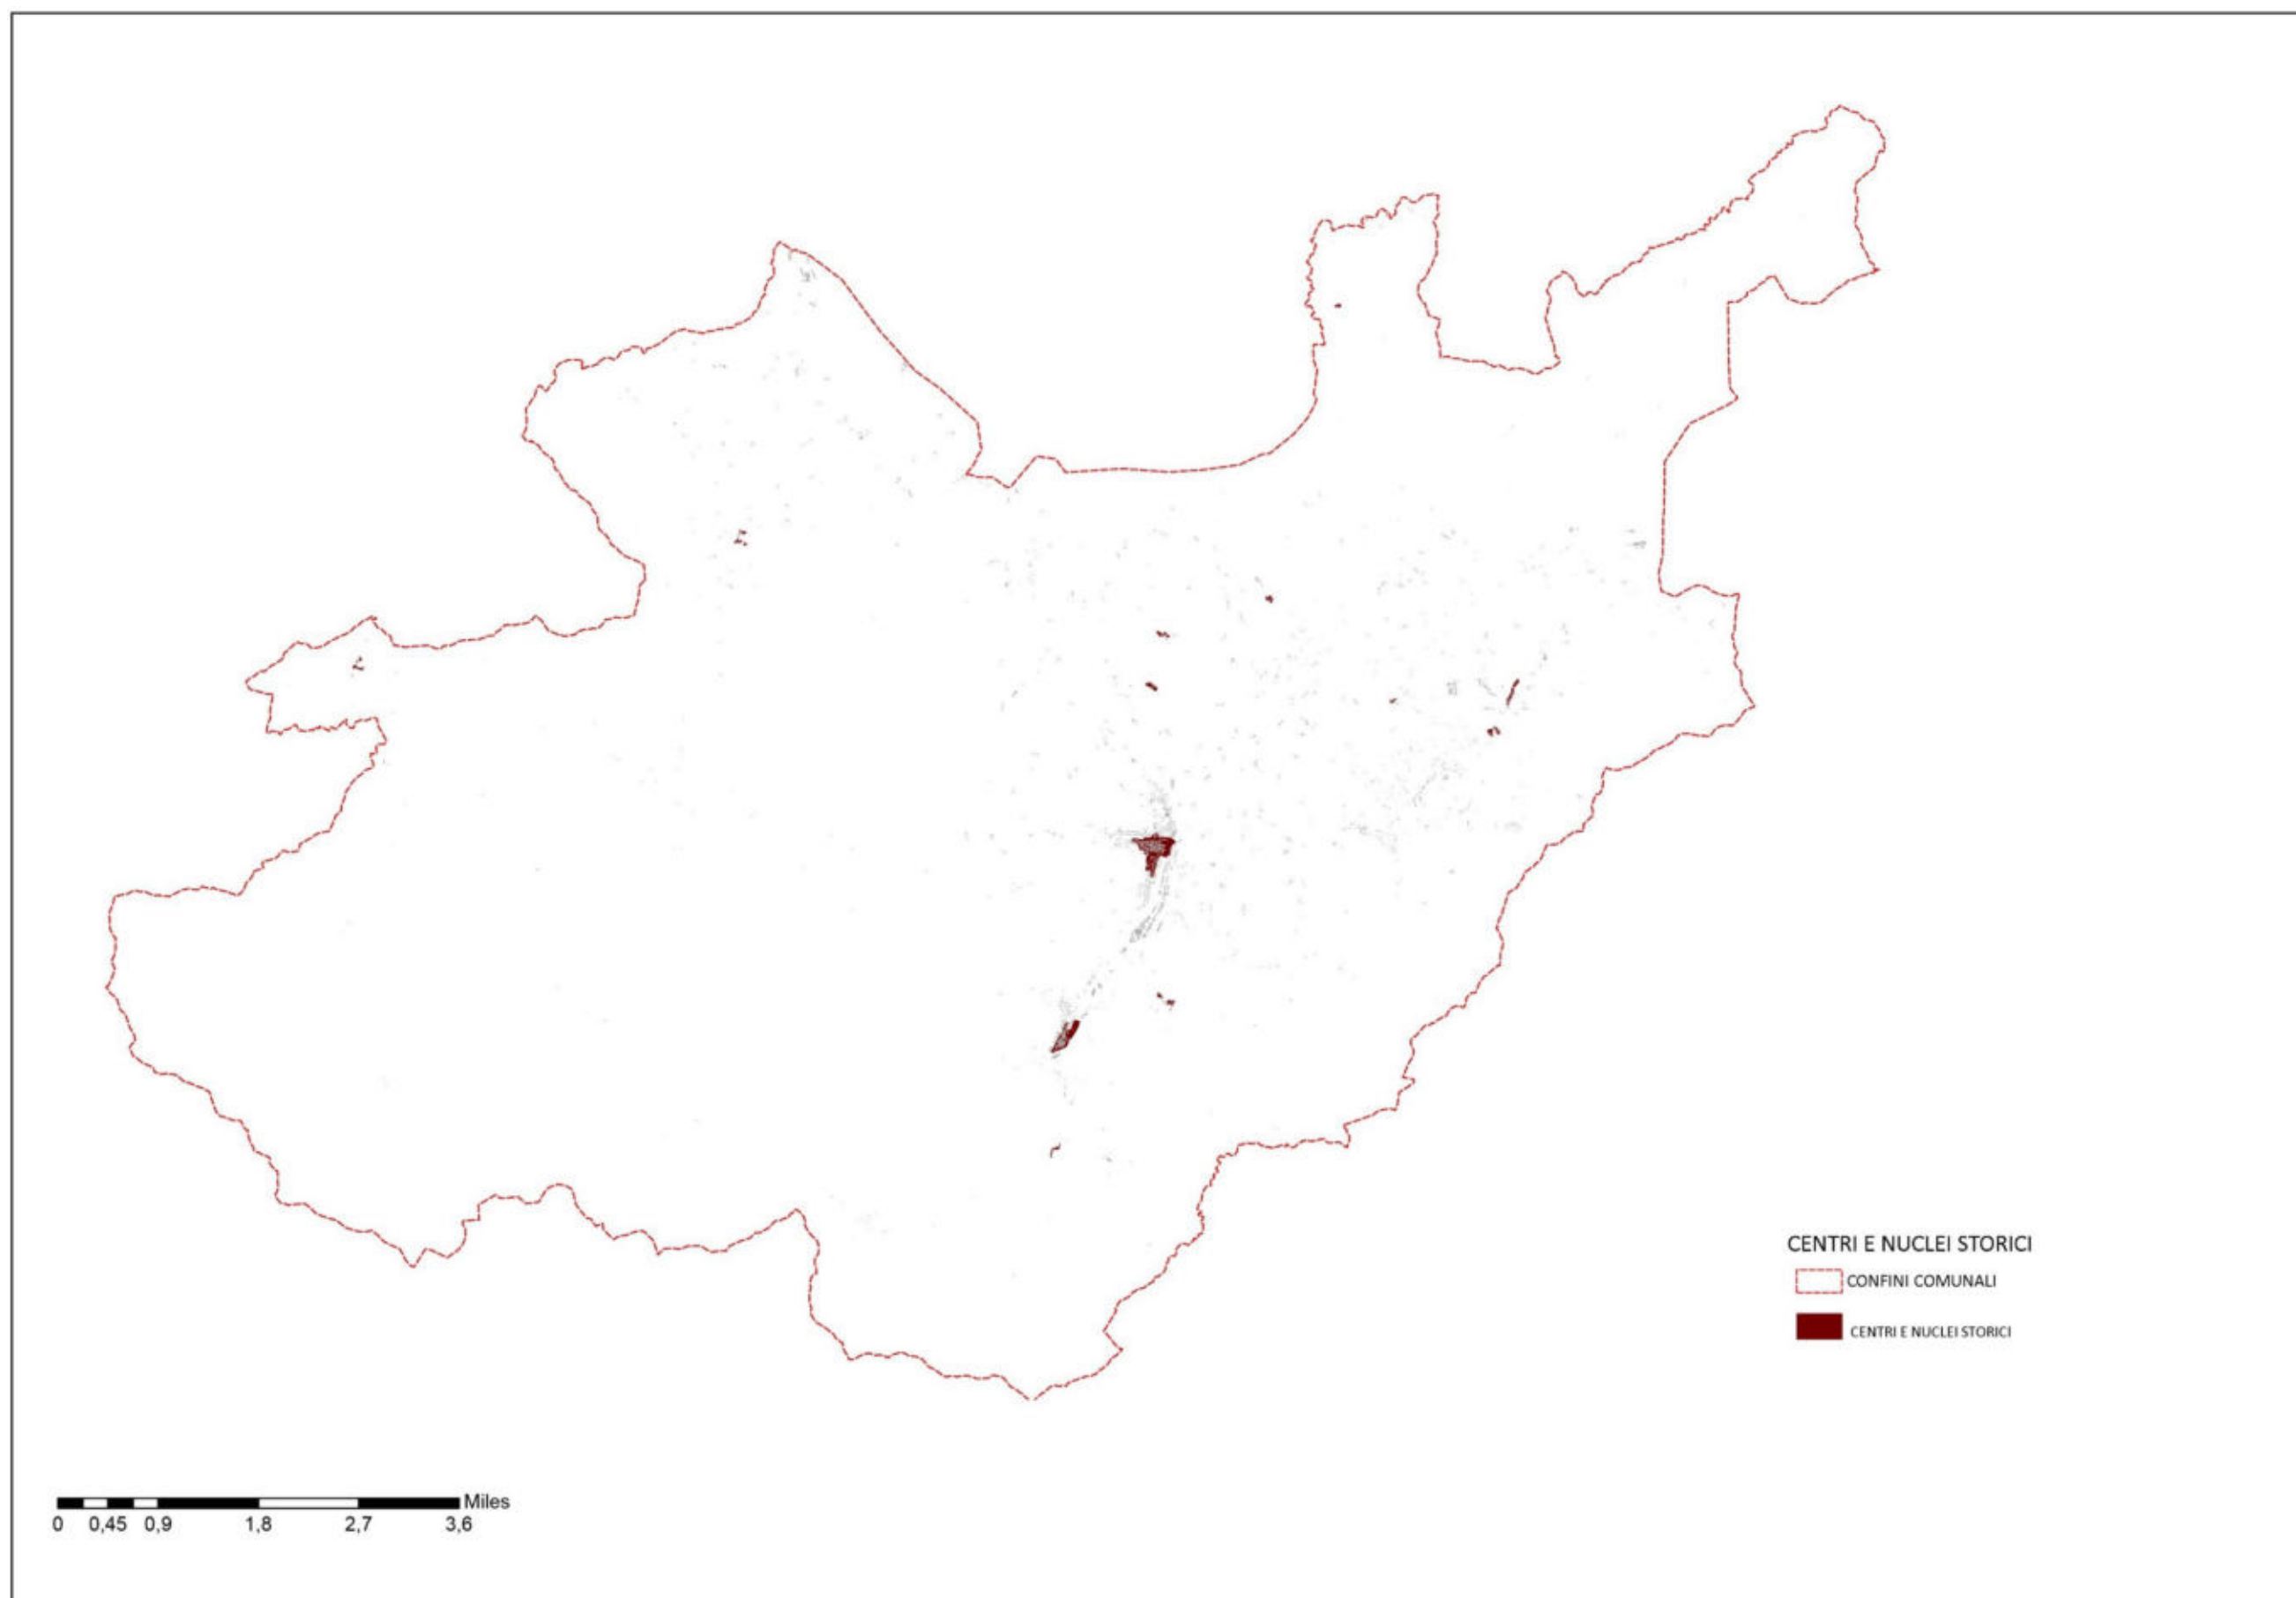 CENTRI E NUCLEI STORICI
CONFINI COMUNALI
CENTRI E NUCLEI STORICI
Miles
0 0,45 0,9 1,8 2,7 3,6